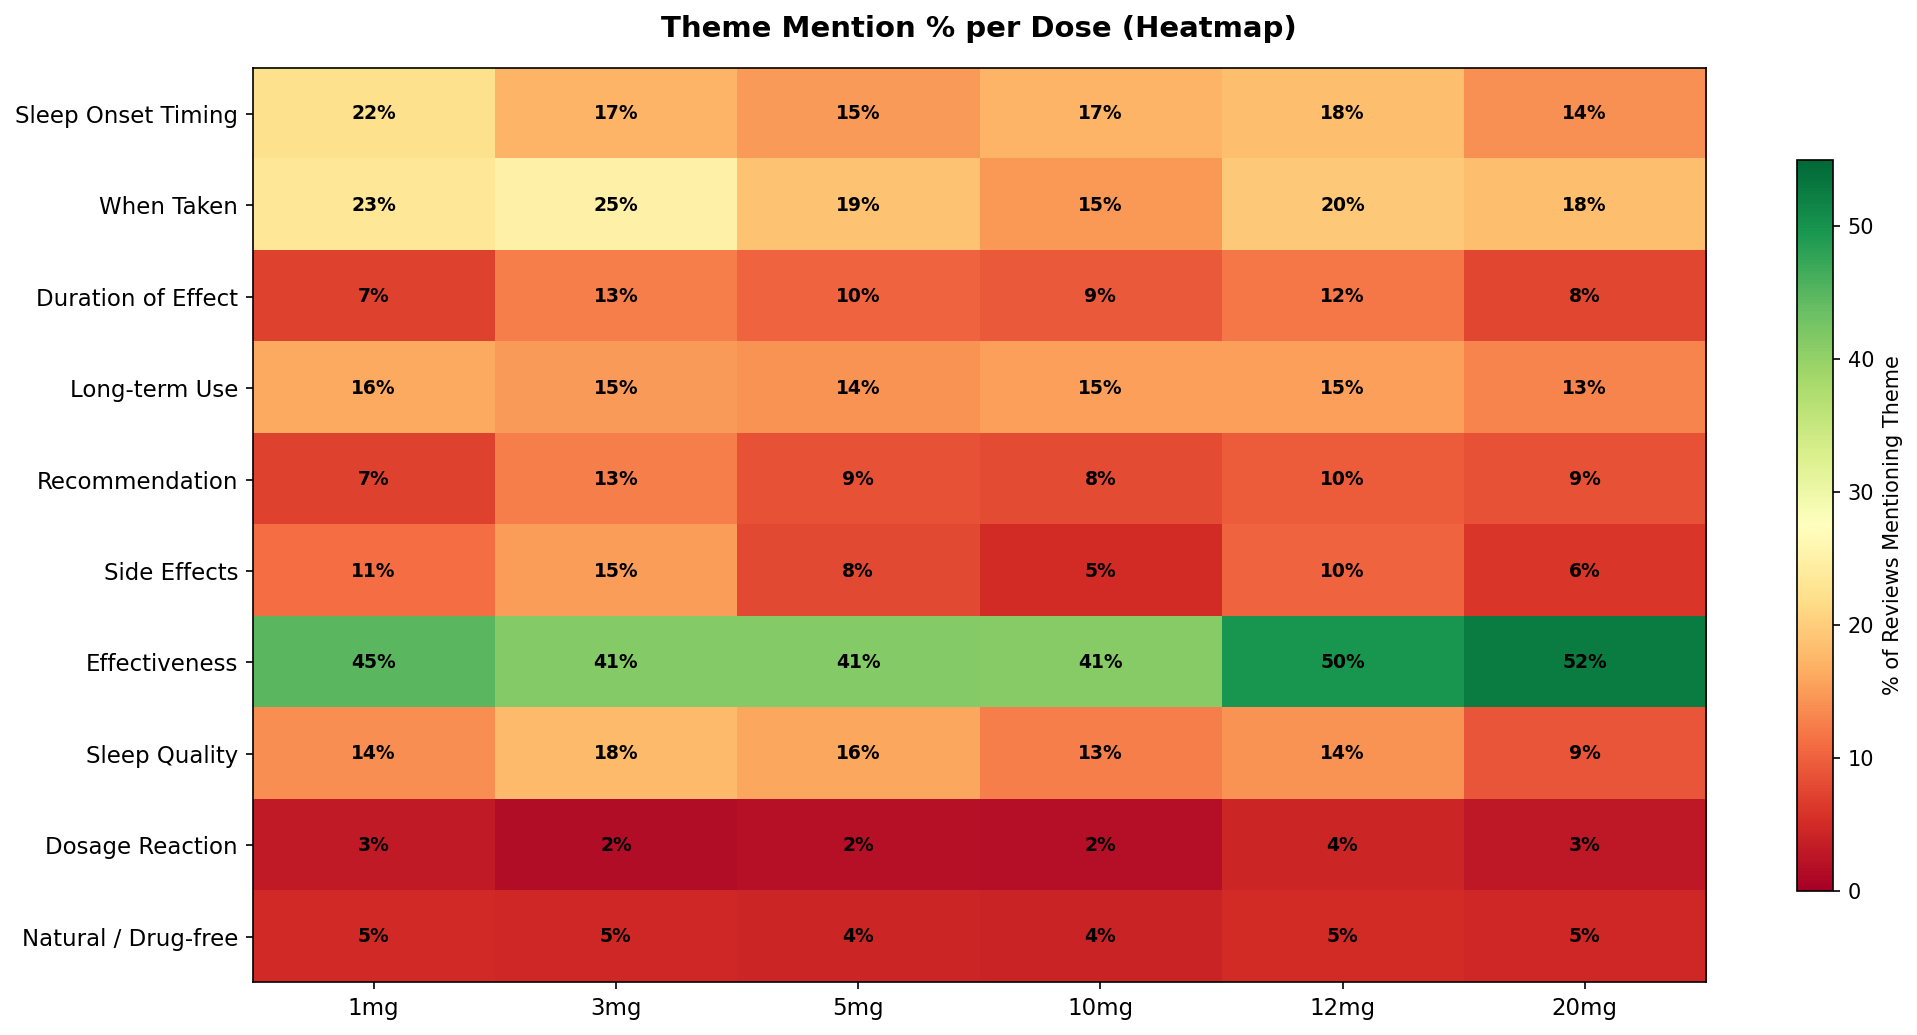 Theme Mention % per Dose (Heatmap)
Sleep Onset Timing 22% 17% 15% 17% 18% 14%
When Taken 23% 25% 19% 15% 20% 18%
Duration of Effect 7% 13% 10% 9% 12% 8%
Long-term Use 16% 15% 14% 15% 15% 13%
Recommendation 7% 13% 9% 8% 10% 9%
Side Effects 11% 15% 8% 5% 10% 6%
Effectiveness 45% 41% 41% 41% 50% 52%
Sleep Quality 14% 18% 16% 13% 14% 9%
Dosage Reaction 3% 2% 2% 2% 4% 3%
Natural / Drug-free 5% 5% 4% 4% 5% 5%
1mg 3mg 5mg 10mg 12mg 20mg
50
40
30
20
10
0
% of Reviews Mentioning Theme